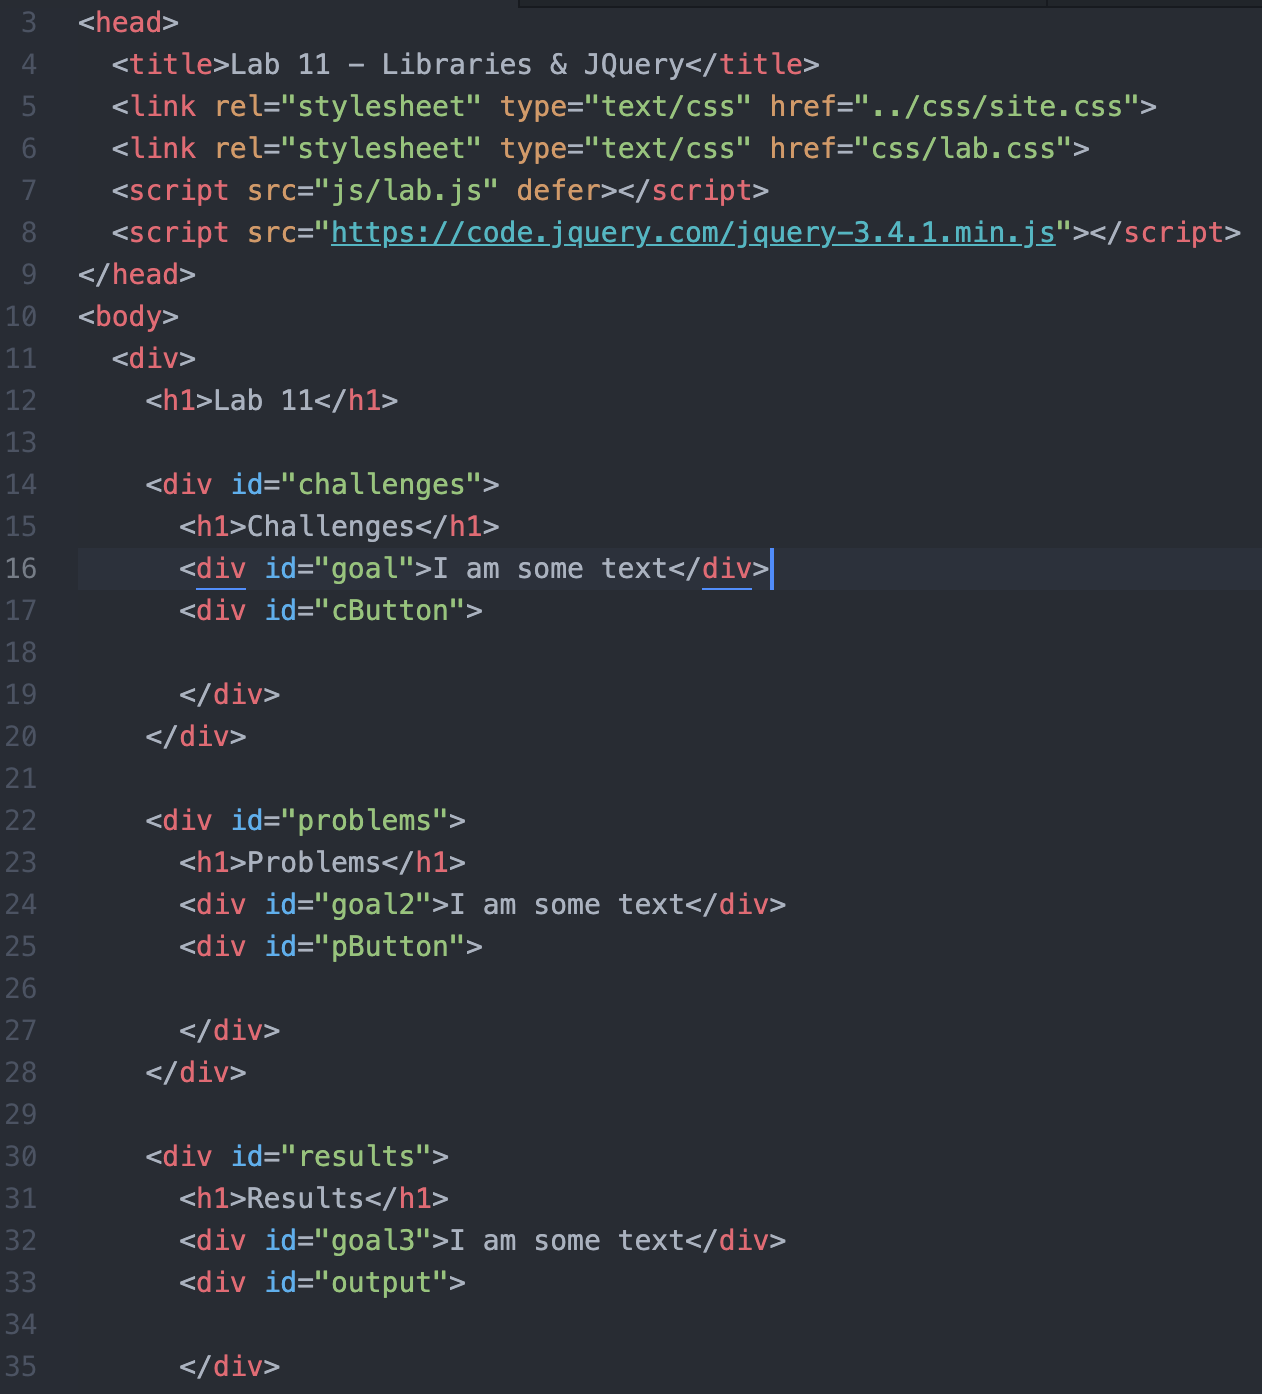 3 <head>
4   <title>Lab 11 – Libraries & JQuery</title>
5   <link rel="stylesheet" type="text/css" href="../css/site.css">
6   <link rel="stylesheet" type="text/css" href="css/lab.css">
7   <script src="js/lab.js" defer></script>
8   <script src="https://code.jquery.com/jquery-3.4.1.min.js"></script>
9 </head>
10 <body>
11   <div>
12     <h1>Lab 11</h1>
13
14     <div id="challenges">
15       <h1>Challenges</h1>
16       <div id="goal">I am some text</div>
17       <div id="cButton">
18
19       </div>
20     </div>
21
22     <div id="problems">
23       <h1>Problems</h1>
24       <div id="goal2">I am some text</div>
25       <div id="pButton">
26
27       </div>
28     </div>
29
30     <div id="results">
31       <h1>Results</h1>
32       <div id="goal3">I am some text</div>
33       <div id="output">
34
35       </div>